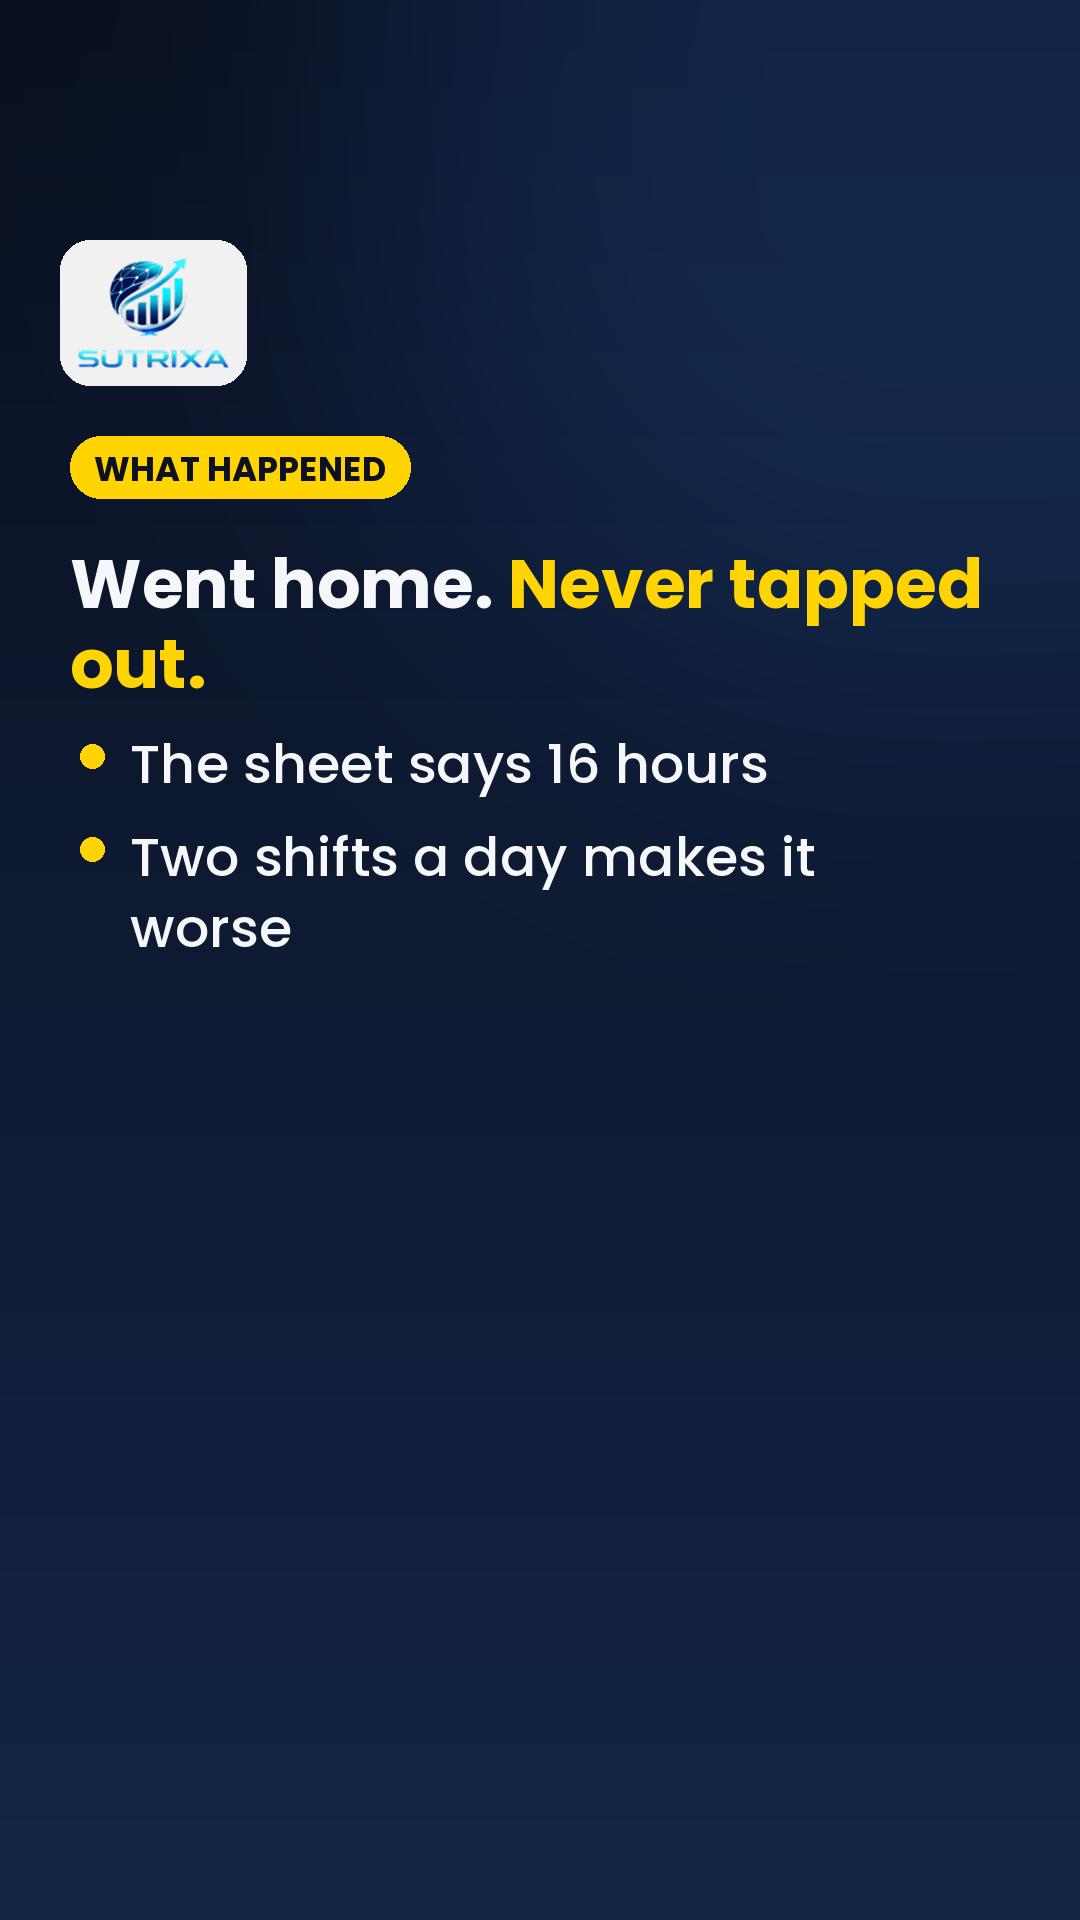 SUTRIXA
WHAT HAPPENED
Went home. Never tapped
out.
The sheet says 16 hours
Two shifts a day makes it
worse